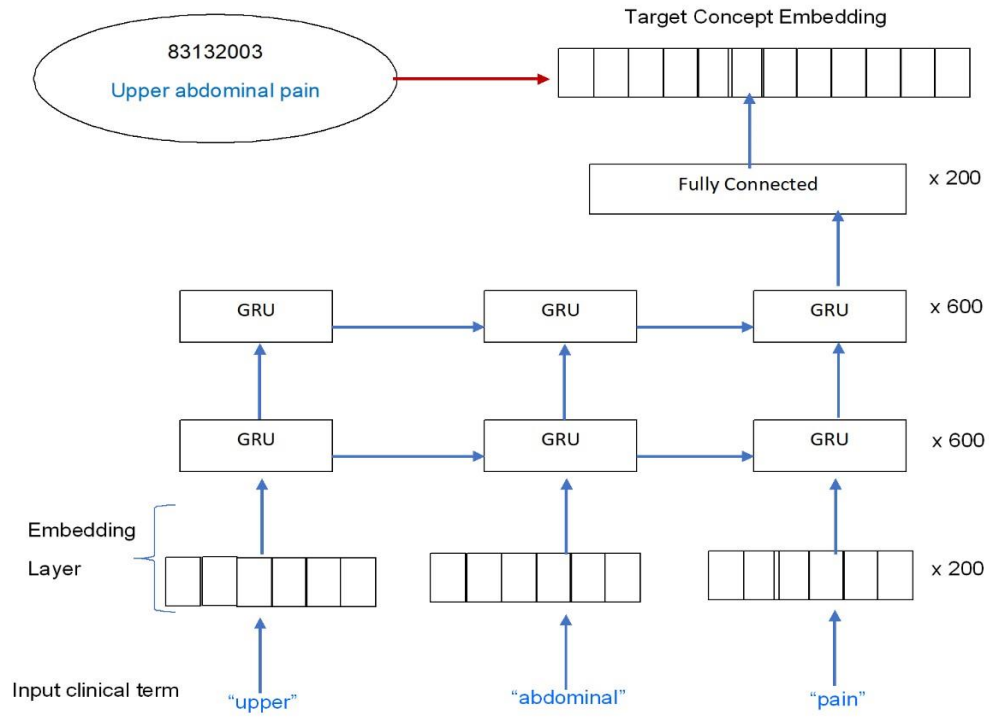 Target Concept Embedding
83132003
Upper abdominal pain
Fully Connected
x 200
GRU
GRU
GRU
x 600
GRU
GRU
GRU
x 600
Embedding
Layer
x 200
Input clinical term
“upper”
“abdominal”
“pain”